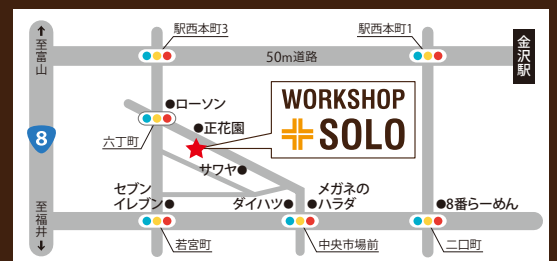 駅西本町3
駅西本町1
↑
至富山
50m道路
金沢駅
ローソン
正花園
六丁町
WORKSHOP
SOLO
8
サワヤ
セブン
イレブン
ダイハツ
メガネの
ハラダ
8番らーめん
至福井
↓
若宮町
中央市場前
二口町